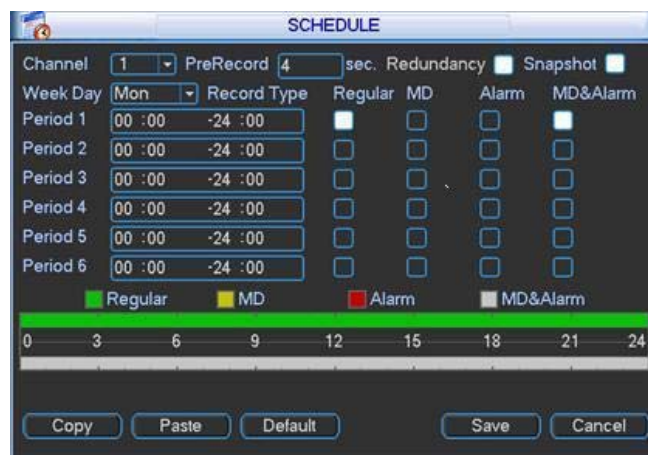 SCHEDULE
Channel 1 PreRecord 4 sec. Redundancy Snapshot
Week Day Mon Record Type Regular MD Alarm MD&Alarm
Period 1 00 :00 -24 :00
Period 2 00 :00 -24 :00
Period 3 00 :00 -24 :00
Period 4 00 :00 -24 :00
Period 5 00 :00 -24 :00
Period 6 00 :00 -24 :00
Regular MD Alarm MD&Alarm
0 3 6 9 12 15 18 21 24
Copy Paste Default Save Cancel